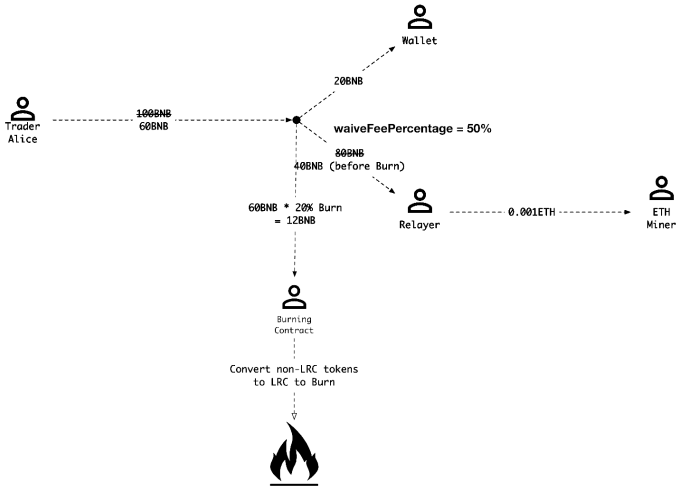 Wallet
20BNB
100BNB
60BNB
Trader
Alice
waiveFeePercentage = 50%
80BNB
40BNB (before Burn)
60BNB * 20% Burn
= 12BNB
Relayer
0.001ETH
ETH
Miner
Burning
Contract
Convert non-LRC tokens
to LRC to Burn